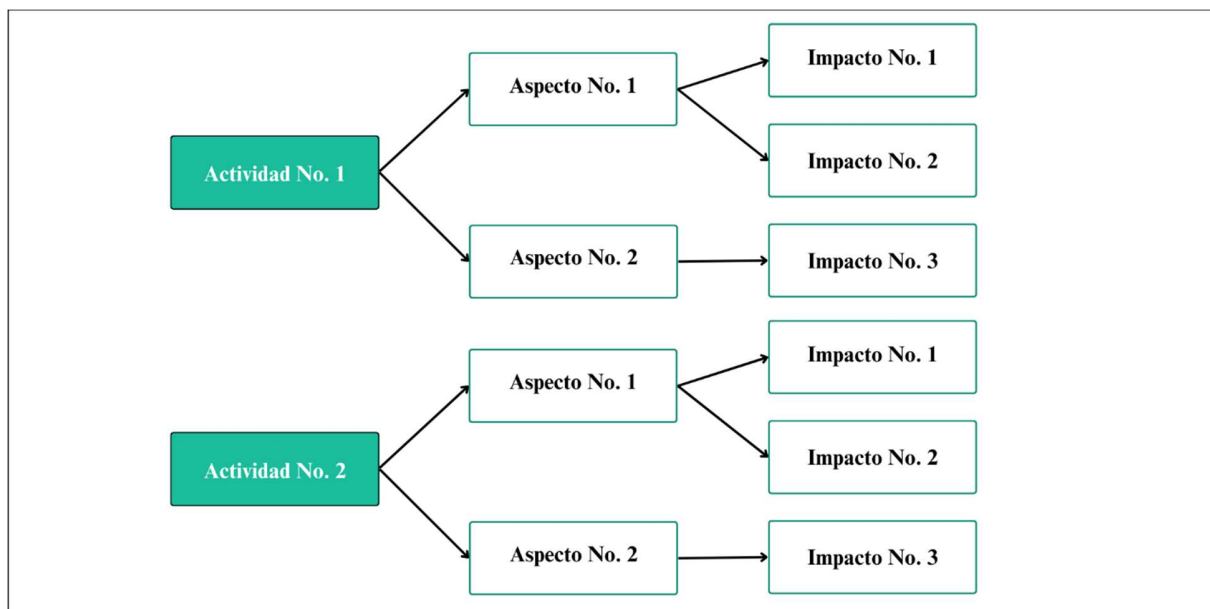 Actividad No. 1
Aspecto No. 1
Impacto No. 1
Impacto No. 2
Aspecto No. 2
Impacto No. 3
Actividad No. 2
Aspecto No. 1
Impacto No. 1
Impacto No. 2
Aspecto No. 2
Impacto No. 3